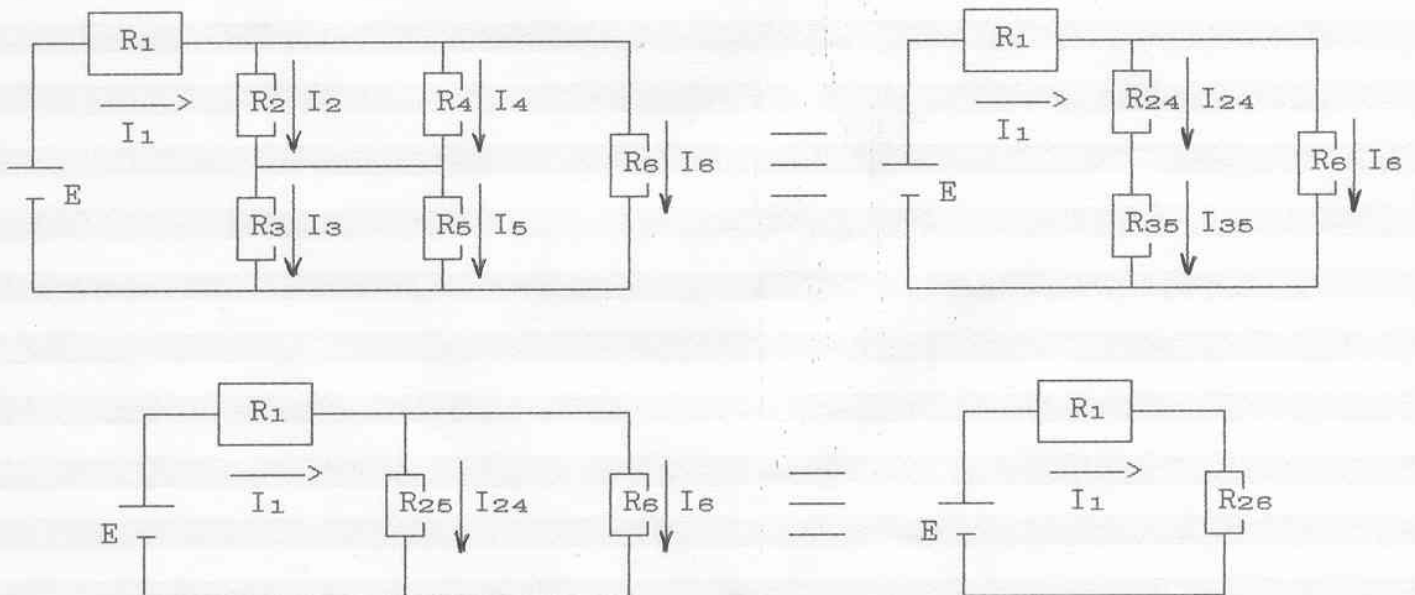 R1 R1
R2 I2 R4 I4 R24 I24
I1 I1
R6 I6 R6 I6
E E
R3 I3 R5 I5 R35 I35
R1 R1
I1 R25 I24 R6 I6 I1 R26
E E